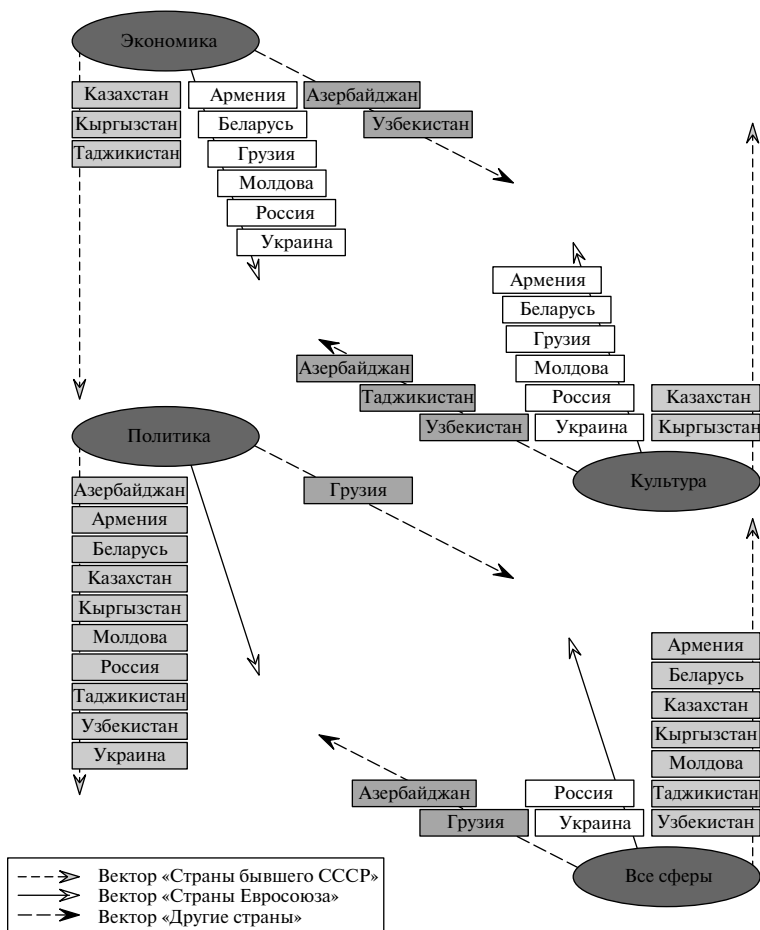 Экономика
Казахстан
Кыргызстан
Таджикистан
Армения
Беларусь
Грузия
Молдова
Россия
Украина
Азербайджан
Узбекистан
Армения
Беларусь
Грузия
Молдова
Россия
Украина
Азербайджан
Таджикистан
Узбекистан
Казахстан
Кыргызстан
Культура
Политика
Азербайджан
Армения
Беларусь
Казахстан
Кыргызстан
Молдова
Россия
Таджикистан
Узбекистан
Украина
Грузия
Армения
Беларусь
Казахстан
Кыргызстан
Молдова
Таджикистан
Узбекистан
Россия
Украина
Азербайджан
Грузия
Все сферы
Вектор «Страны бывшего СССР»
Вектор «Страны Евросоюза»
Вектор «Другие страны»